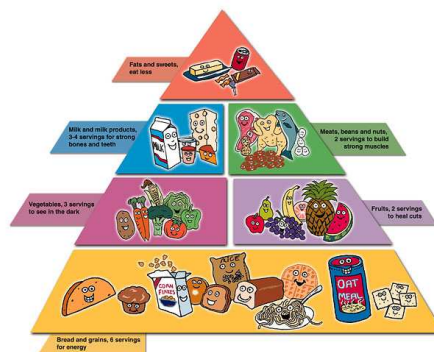 Fats and sweets,
eat less
Milk and milk products,
3-4 servings for strong
bones and teeth
MILK
Meats, beans and nuts,
2 servings to build
strong muscles
Vegetables, 3 servings
to see in the dark
Fruits, 2 servings
to heal cuts
RICE
CORN
FLAKES
OAT
MEAL
Bread and grains, 6 servings
for energy